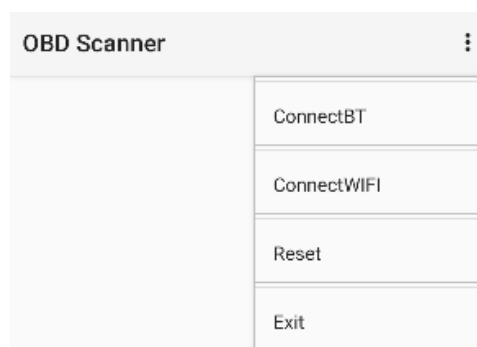 OBD Scanner
ConnectBT
ConnectWIFI
Reset
Exit